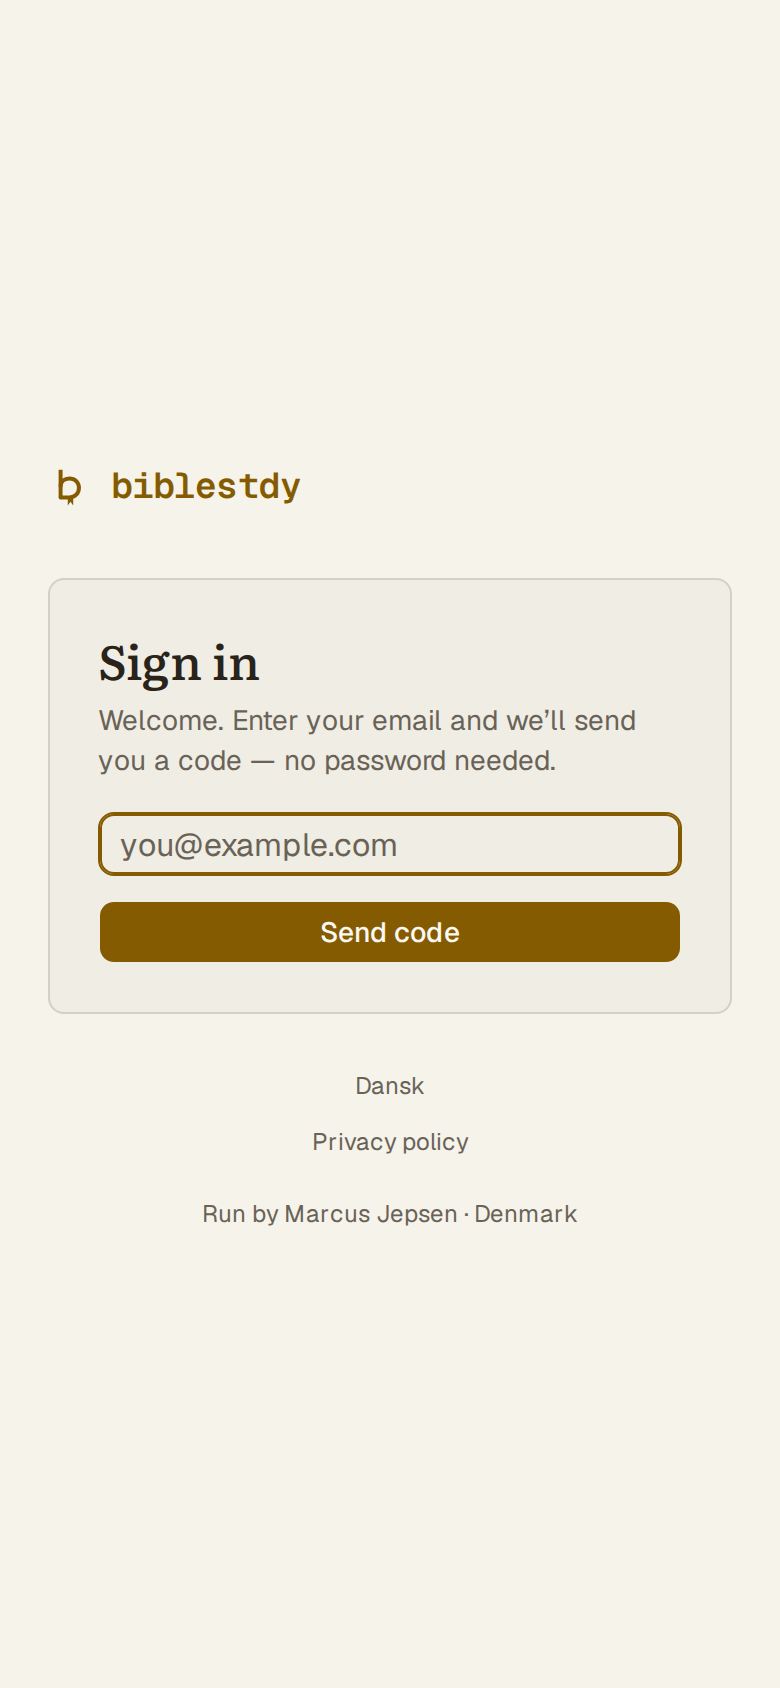 biblestdy
Sign in
Welcome. Enter your email and we’ll send
you a code — no password needed.
you@example.com
Send code
Dansk
Privacy policy
Run by Marcus Jepsen · Denmark